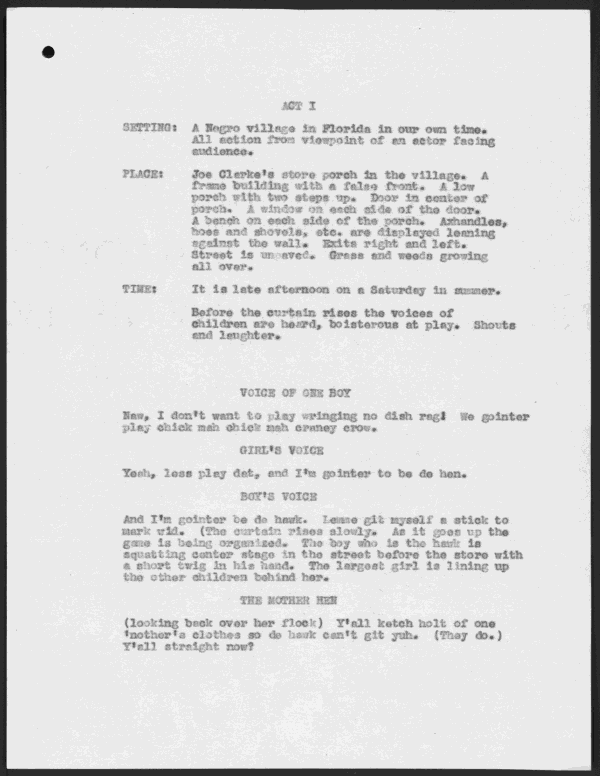 ACT I
SETTING: A Negro village in Florida in our own time.
All action from viewpoint of an actor facing
audience.
PLACE: Joe Clarke's store porch in the village. A
frame building with a false front. A low
porch with two steps up. Door in center of
porch. A window on each side of the door.
A bench on each side of the porch. Axhandles,
hoes and shovels, etc. are displayed leaning
against the wall. Exits right and left.
Street is unpaved. Grass and weeds growing
all over.
TIME: It is late afternoon on a Saturday in summer.
Before the curtain rises the voices of
children are heard, boisterous at play. Shouts
and laughter.
VOICE OF ONE BOY
Naw, I don't want to play wringing no dish rag! We gointer
play chick mah chick mah craney crow.
GIRL'S VOICE
Yeah, less play dat, and I'm gointer to be de hen.
BOY'S VOICE
And I'm gointer be de hawk. Lemme git myself a stick to
mark wid. (The curtain rises slowly. As it goes up the
game is being organized. The boy who is the hawk is
squatting center stage in the street before the store with
a short twig in his hand. The largest girl is lining up
the other children behind her.
THE MOTHER HEN
(looking back over her flock) Y'all ketch holt of one
'nother's clothes so de hawk can't git yuh. (They do.)
Y'all straight now?